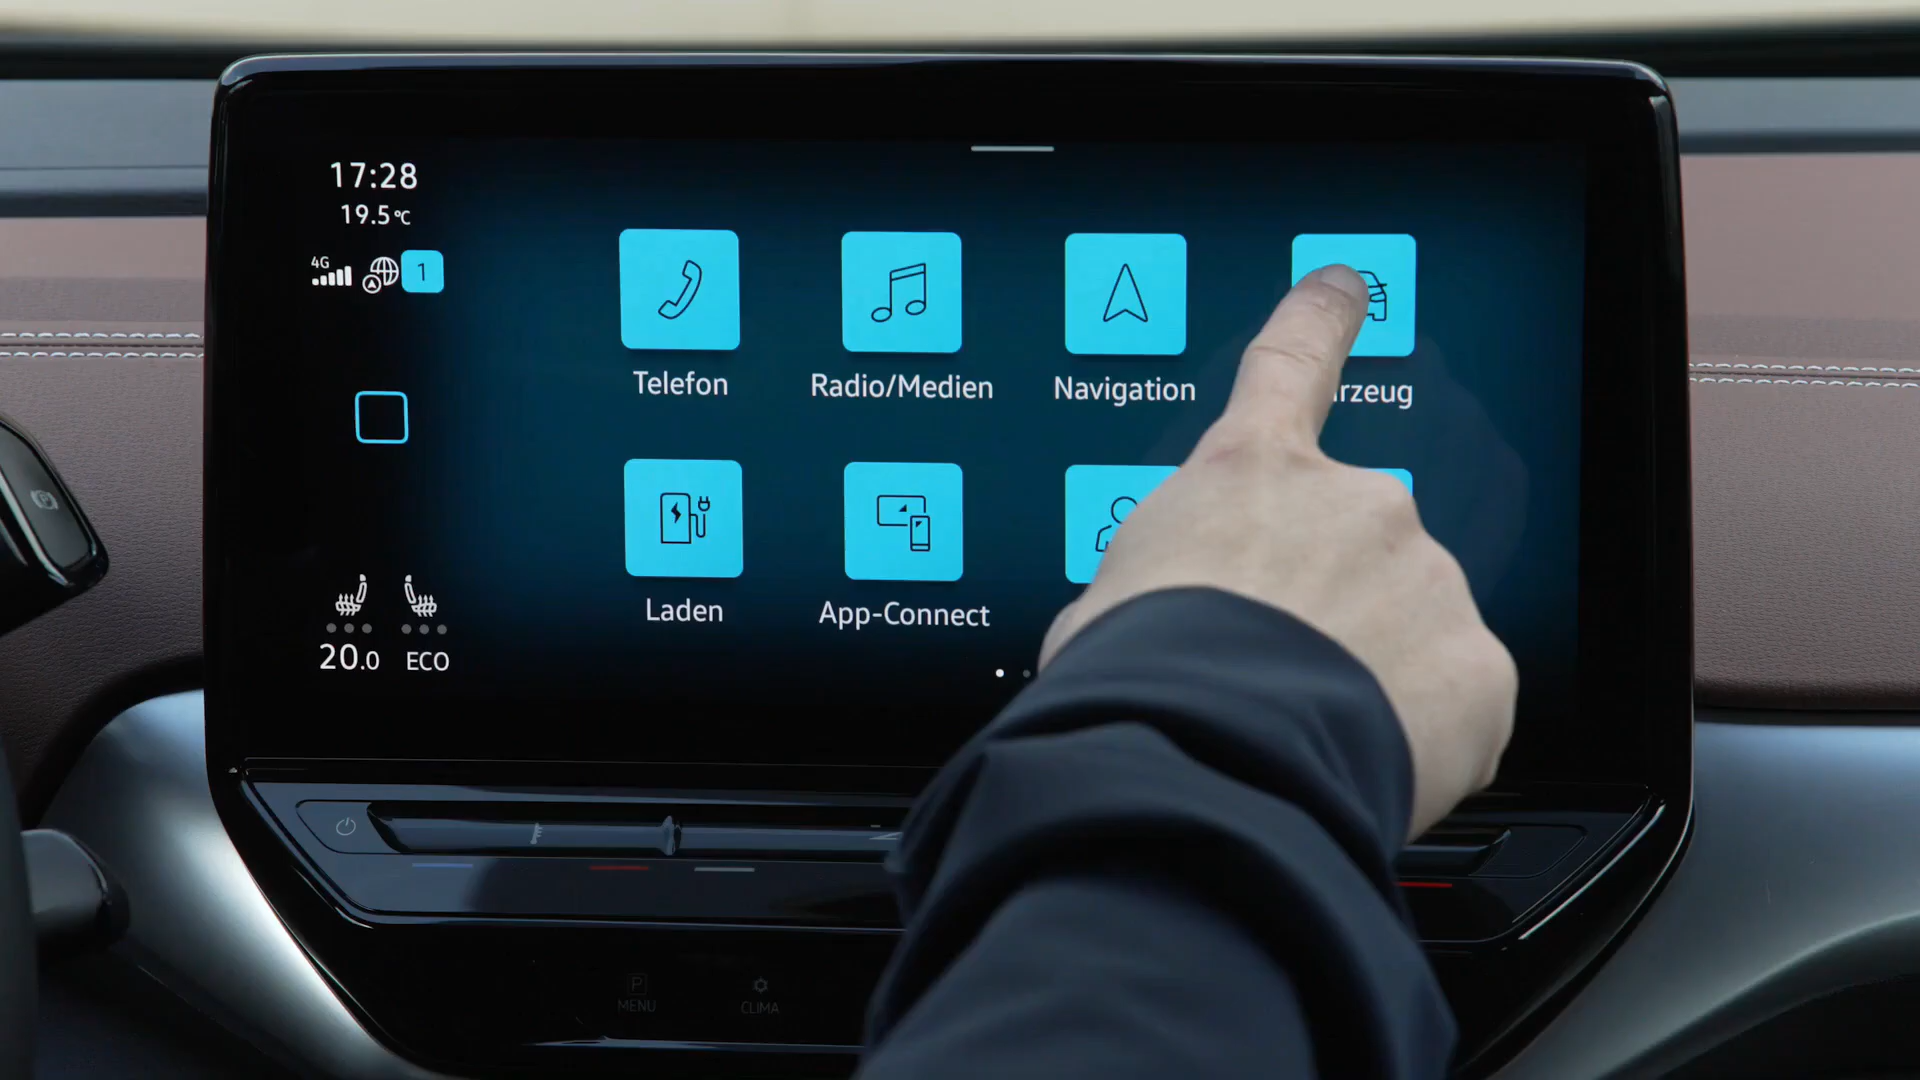 17:28
19.5°C
4G
1
Telefon
Radio/Medien
Navigation
rzeug
Laden
App-Connect
20.0
ECO
P
MENU
CLIMA